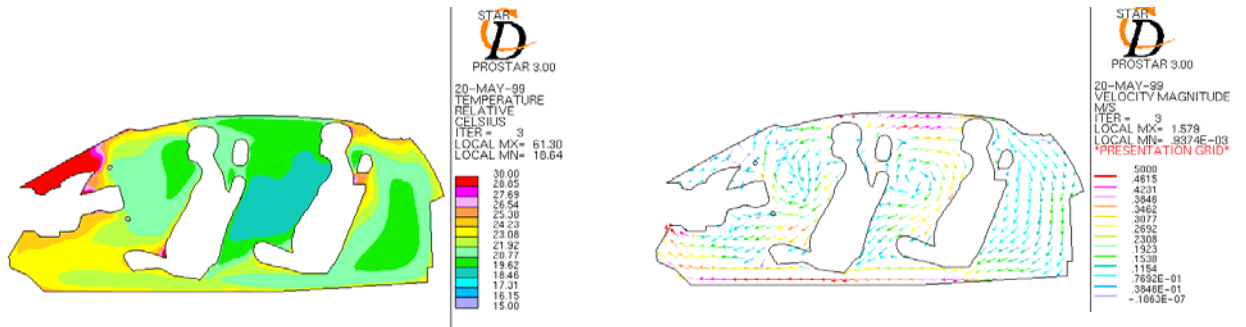 STAR
CD
PROSTAR 3.00
20-MAY-99
TEMPERATURE
RELATIVE
CELSIUS
ITER = 3
LOCAL MX= 61.30
LOCAL MN= 18.64
30.00
28.85
27.69
26.54
25.38
24.23
23.08
21.92
20.77
19.62
18.46
17.31
16.15
15.00
STAR
CD
PROSTAR 3.00
20-MAY-99
VELOCITY MAGNITUDE
M/S
ITER = 3
LOCAL MX= 1.579
LOCAL MN= .9374E-03
*PRESENTATION GRID*
.5000
.4615
.4231
.3846
.3462
.3077
.2692
.2308
.1923
.1538
.1154
.7692E-01
.3846E-01
-.1663E-07